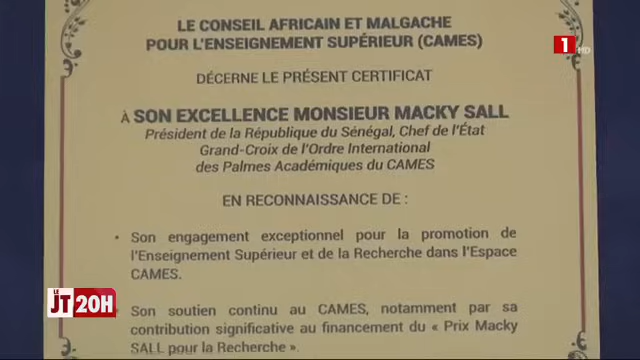 LE CONSEIL AFRICAIN ET MALGACHE
POUR L'ENSEIGNEMENT SUPÉRIEUR (CAMES)
1 HD
DÉCERNE LE PRÉSENT CERTIFICAT
À SON EXCELLENCE MONSIEUR MACKY SALL
Président de la République du Sénégal, Chef de l'État
Grand-Croix de l'Ordre International
des Palmes Académiques du CAMES
EN RECONNAISSANCE DE :
• Son engagement exceptionnel pour la promotion de
l'Enseignement Supérieur et de la Recherche dans l'Espace
CAMES.
LE JT 20H
• Son soutien continu au CAMES, notamment par sa
contribution significative au financement du « Prix Macky
SALL pour la Recherche ».